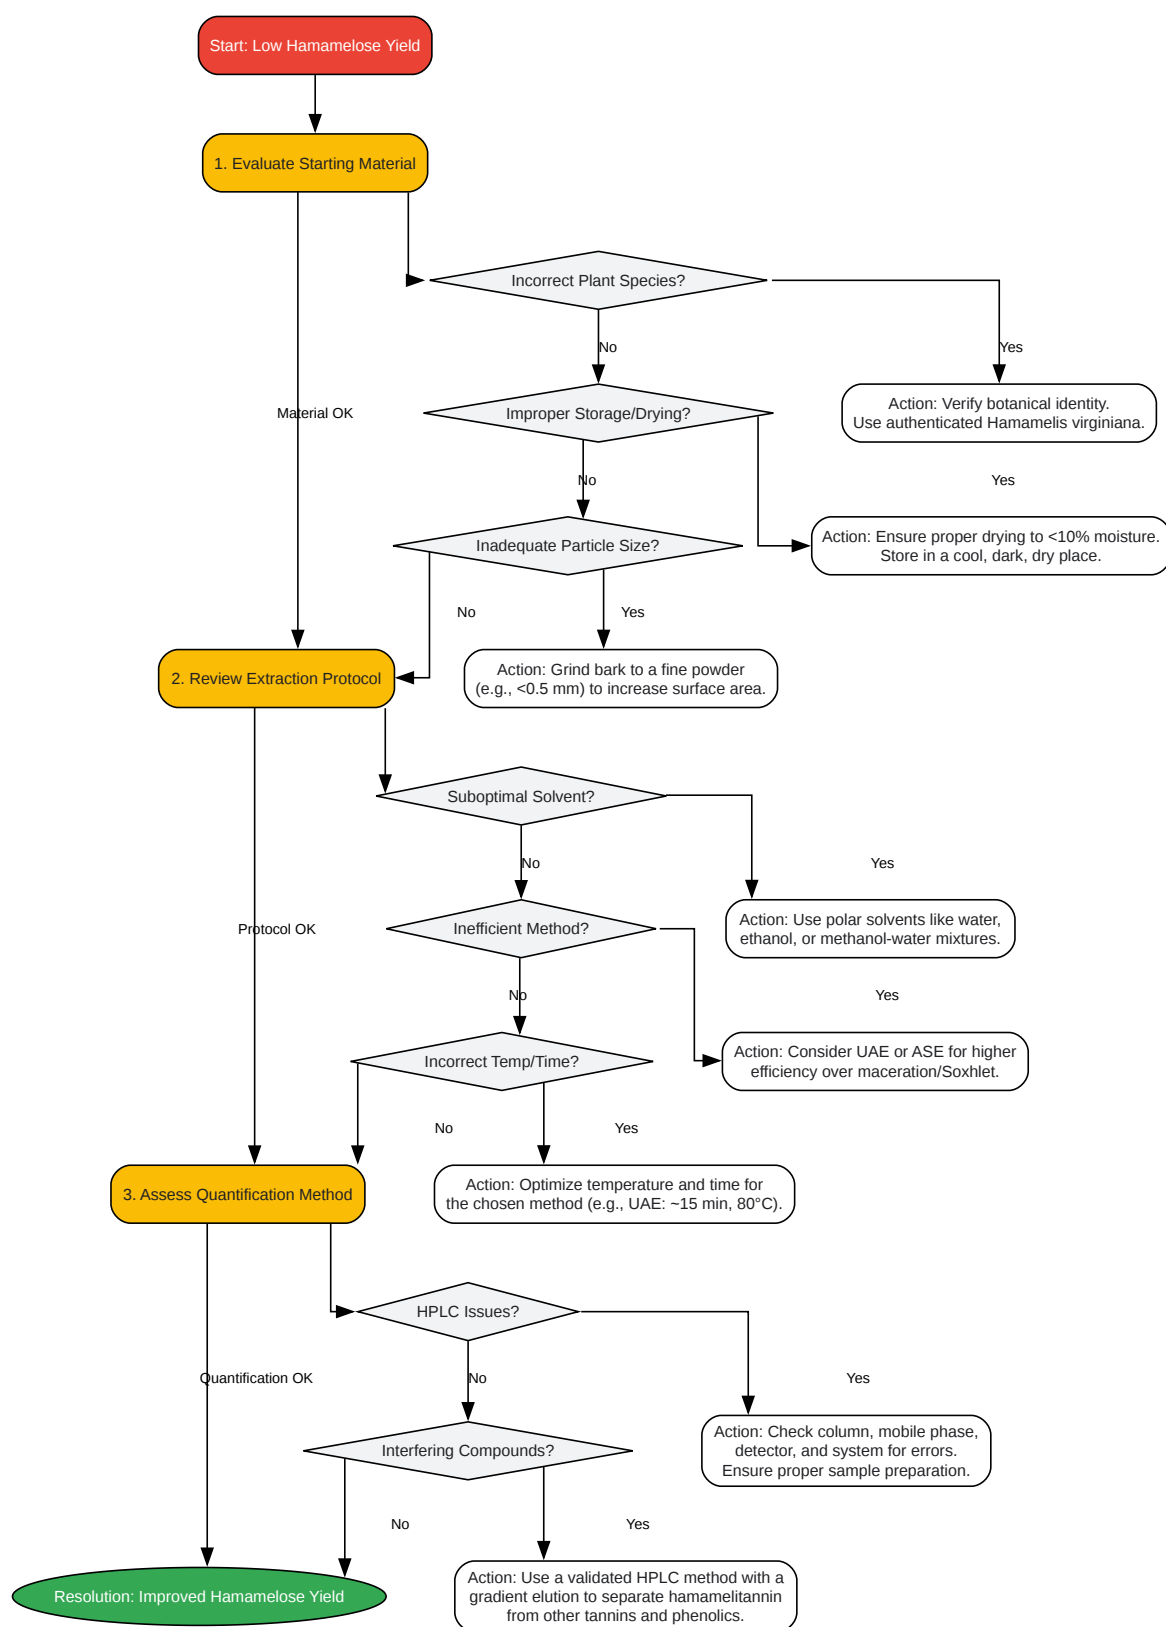 Start: Low Hamamelose Yield
1. Evaluate Starting Material
Incorrect Plant Species?
No
Yes
Action: Verify botanical identity.
Use authenticated Hamamelis virginiana.
Material OK
Improper Storage/Drying?
No
Yes
Action: Ensure proper drying to <10% moisture.
Store in a cool, dark, dry place.
Inadequate Particle Size?
No
Yes
Action: Grind bark to a fine powder
(e.g., <0.5 mm) to increase surface area.
2. Review Extraction Protocol
Suboptimal Solvent?
No
Yes
Action: Use polar solvents like water,
ethanol, or methanol-water mixtures.
Protocol OK
Inefficient Method?
No
Yes
Action: Consider UAE or ASE for higher
efficiency over maceration/Soxhlet.
Incorrect Temp/Time?
No
Yes
Action: Optimize temperature and time for
the chosen method (e.g., UAE: ~15 min, 80°C).
3. Assess Quantification Method
HPLC Issues?
Quantification OK
No
Yes
Action: Check column, mobile phase,
detector, and system for errors.
Ensure proper sample preparation.
Interfering Compounds?
No
Yes
Action: Use a validated HPLC method with a
gradient elution to separate hamamelitannin
from other tannins and phenolics.
Resolution: Improved Hamamelose Yield